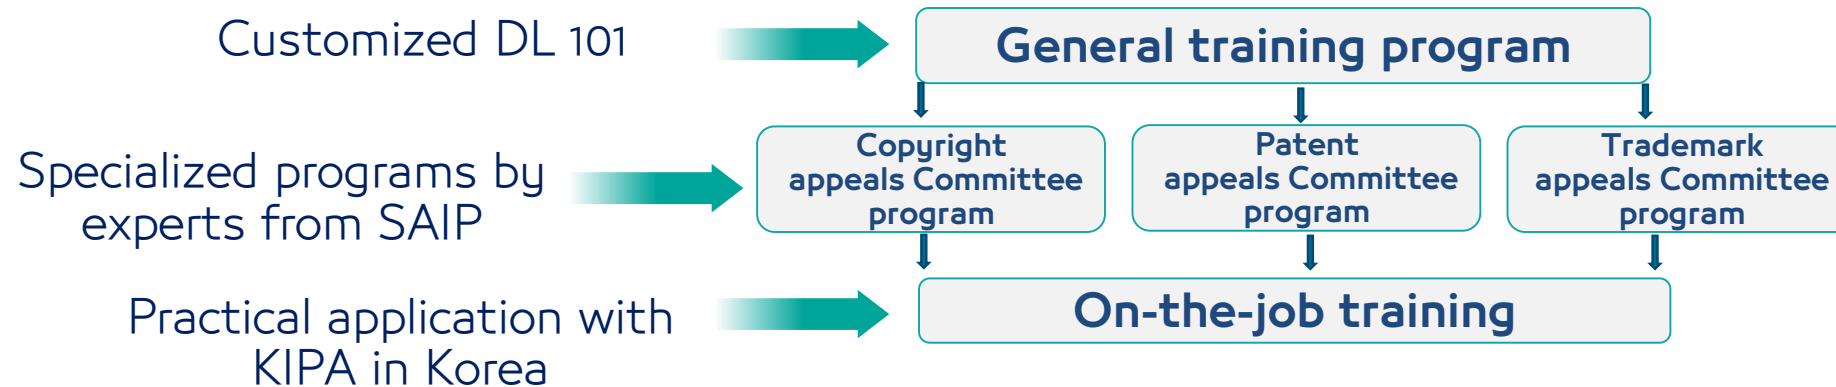 Customized DL 101
General training program
Specialized programs by
experts from SAIP
Copyright
appeals Committee
program
Patent
appeals Committee
program
Trademark
appeals Committee
program
Practical application with
KIPA in Korea
On-the-job training